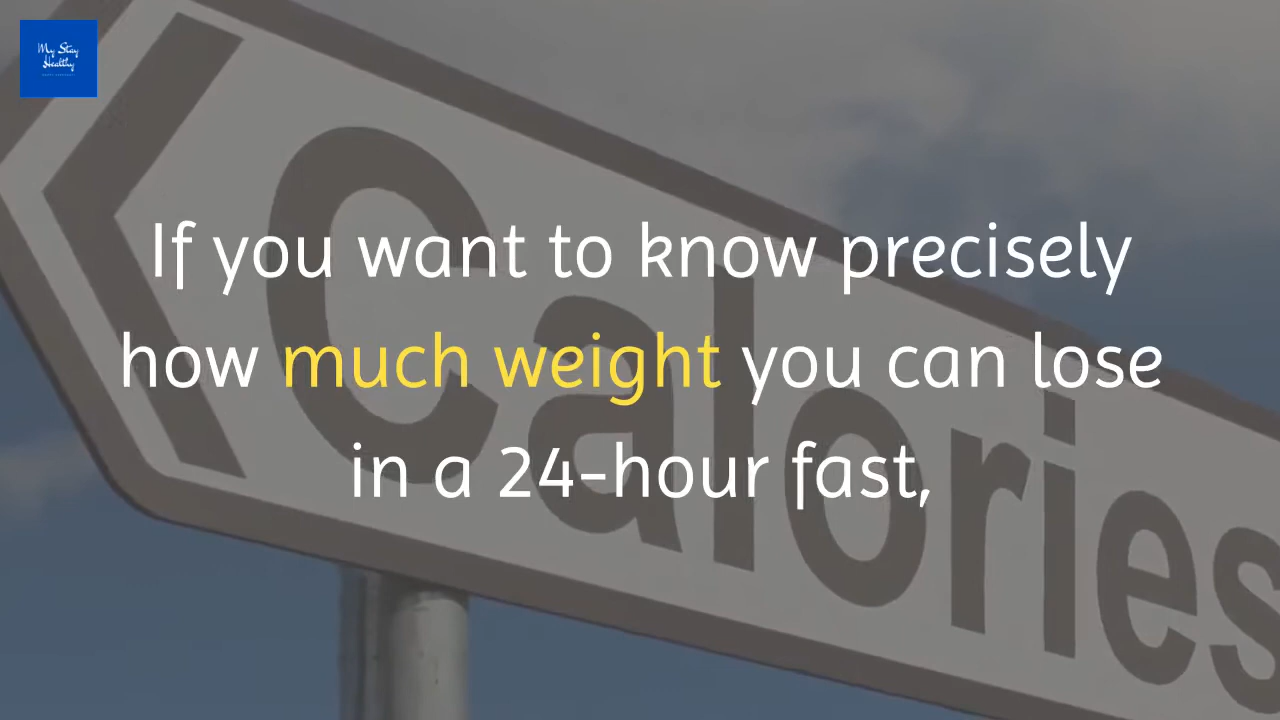 My Stay
Healthy
If you want to know precisely
how much weight you can lose
in a 24-hour fast,
Calories